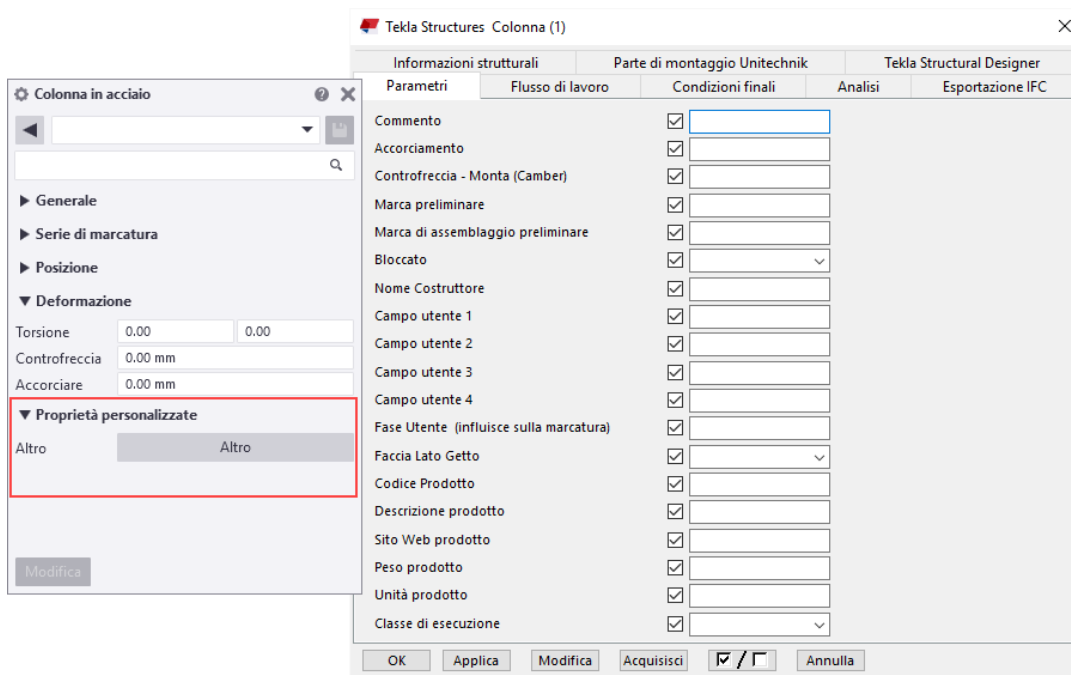 Colonna in acciaio
Generale
Serie di marcatura
Posizione
Deformazione
Torsione 0.00 0.00
Controfreccia 0.00 mm
Accorciare 0.00 mm
Proprietà personalizzate
Altro Altro
Modifica
Tekla Structures Colonna (1)
Informazioni strutturali Parte di montaggio Unitechnik Tekla Structural Designer
Parametri Flusso di lavoro Condizioni finali Analisi Esportazione IFC
Commento
Accorciamento
Controfreccia - Monta (Camber)
Marca preliminare
Marca di assemblaggio preliminare
Bloccato
Nome Costruttore
Campo utente 1
Campo utente 2
Campo utente 3
Campo utente 4
Fase Utente (influisce sulla marcatura)
Faccia Lato Getto
Codice Prodotto
Descrizione prodotto
Sito Web prodotto
Peso prodotto
Unità prodotto
Classe di esecuzione
OK Applica Modifica Acquisisci / Annulla